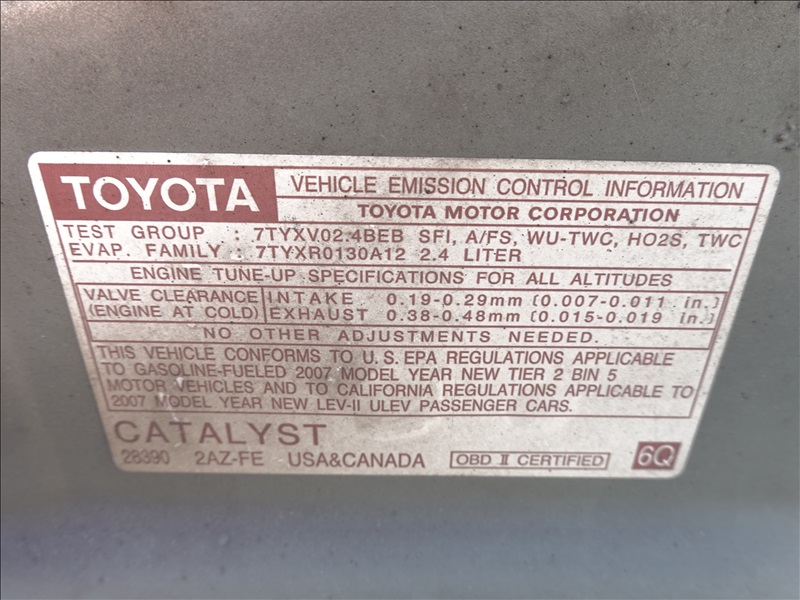 TOYOTA
VEHICLE EMISSION CONTROL INFORMATION
TOYOTA MOTOR CORPORATION
TEST GROUP : 7TYXV02.4BEB SFI, A/FS, WU-TWC, HO2S, TWC
EVAP. FAMILY : 7TYXR0130A12 2.4 LITER
ENGINE TUNE-UP SPECIFICATIONS FOR ALL ALTITUDES
VALVE CLEARANCE INTAKE 0.19-0.29mm (0.007-0.011 in.)
(ENGINE AT COLD) EXHAUST 0.38-0.48mm (0.015-0.019 in.)
NO OTHER ADJUSTMENTS NEEDED.
THIS VEHICLE CONFORMS TO U.S. EPA REGULATIONS APPLICABLE
TO GASOLINE-FUELED 2007 MODEL YEAR NEW TIER 2 BIN 5
MOTOR VEHICLES AND TO CALIFORNIA REGULATIONS APPLICABLE TO
2007 MODEL YEAR NEW LEV-II ULEV PASSENGER CARS.
CATALYST
28390 2AZ-FE USA&CANADA OBD II CERTIFIED 6Q